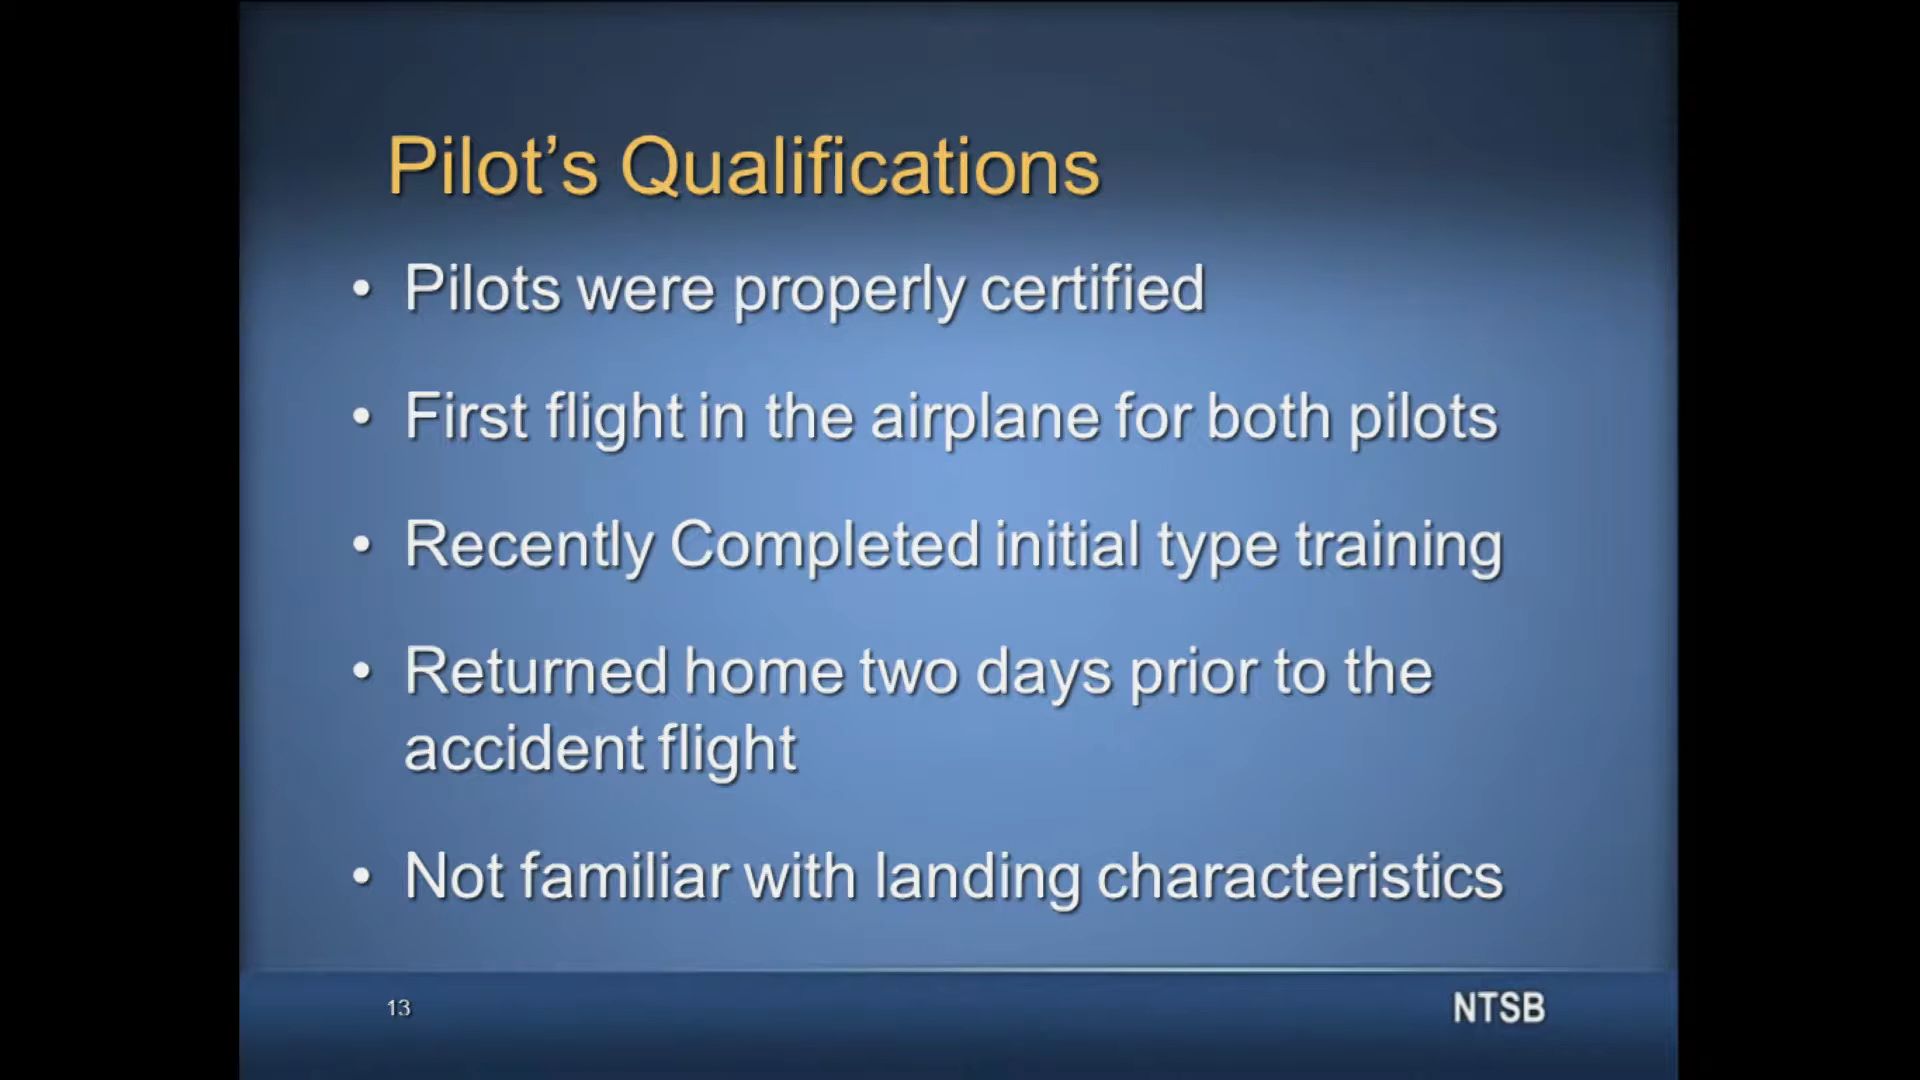 Pilot’s Qualifications
• Pilots were properly certified
• First flight in the airplane for both pilots
• Recently Completed initial type training
• Returned home two days prior to the
accident flight
• Not familiar with landing characteristics
13
NTSB